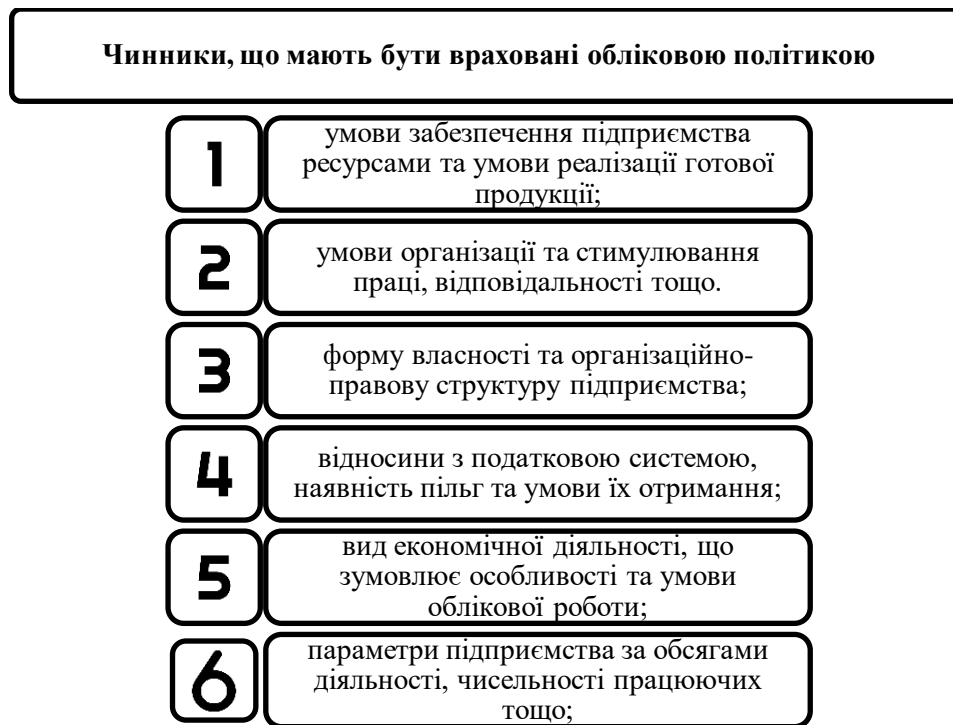 Чинники, що мають бути враховані обліковою політикою
1
умови забезпечення підприємства
ресурсами та умови реалізації готової
продукції;
2
умови організації та стимулювання
праці, відповідальності тощо.
3
форму власності та організаційно-
правову структуру підприємства;
4
відносини з податковою системою,
наявність пільг та умови їх отримання;
5
вид економічної діяльності, що
зумовлює особливості та умови
облікової роботи;
6
параметри підприємства за обсягами
діяльності, чисельності працюючих
тощо;